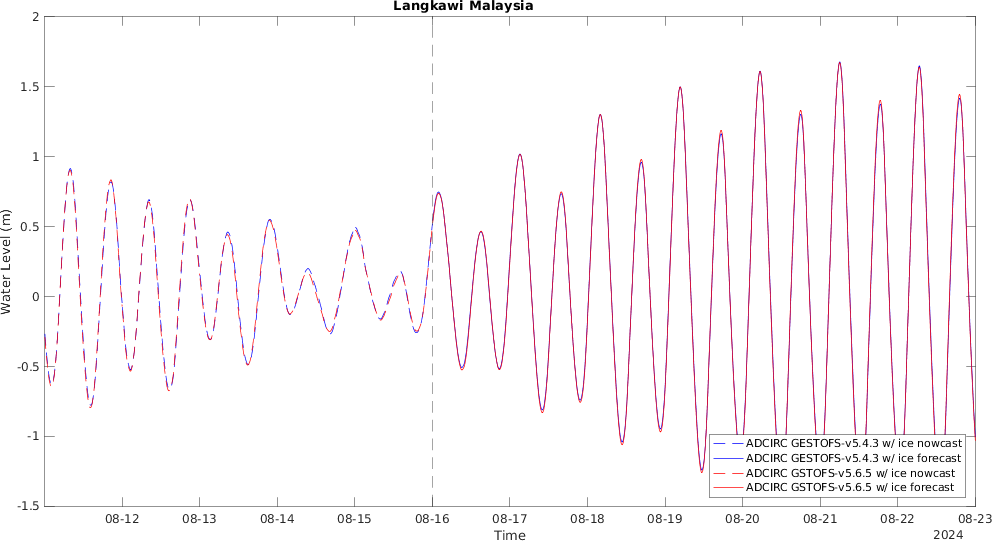 Langkawi Malaysia
Water Level (m)
2
1.5
1
0.5
0
-0.5
-1
-1.5
ADCIRC GESTOFS-v5.4.3 w/ ice nowcast
ADCIRC GESTOFS-v5.4.3 w/ ice forecast
ADCIRC GSTOFS-v5.6.5 w/ ice nowcast
ADCIRC GSTOFS-v5.6.5 w/ ice forecast
08-12 08-13 08-14 08-15 08-16 08-17 08-18 08-19 08-20 08-21 08-22 08-23
Time
2024